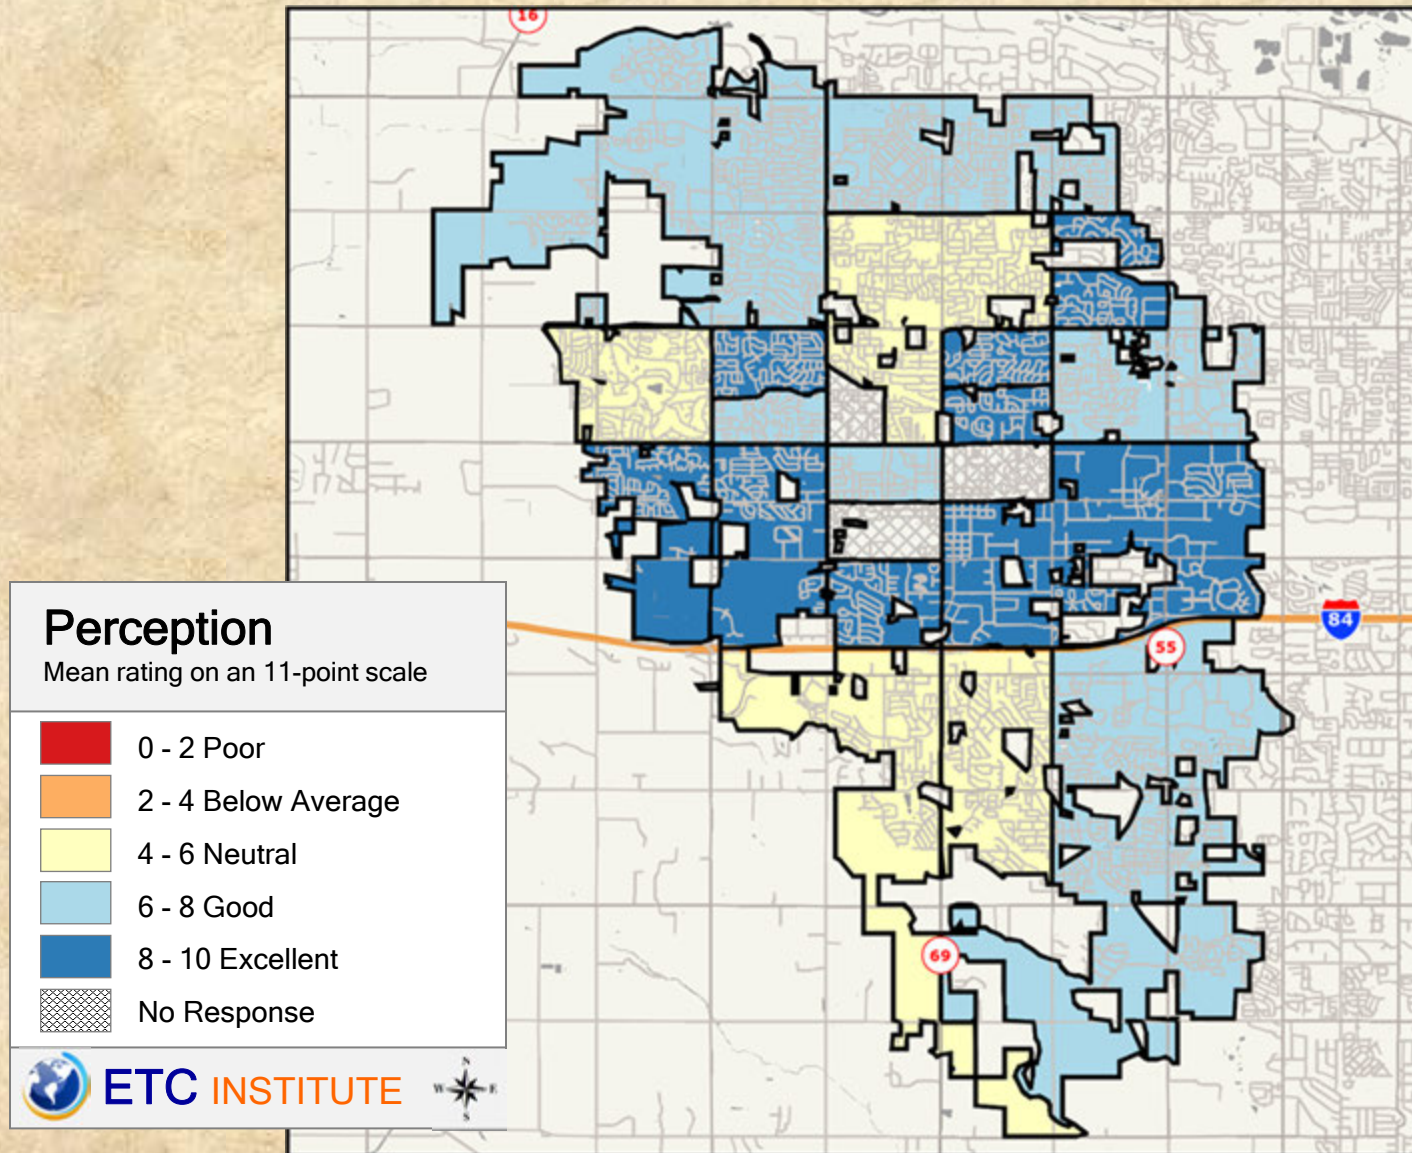 16
84
55
69
Perception
Mean rating on an 11-point scale
0 - 2 Poor
2 - 4 Below Average
4 - 6 Neutral
6 - 8 Good
8 - 10 Excellent
No Response
ETC INSTITUTE
N
W E
S